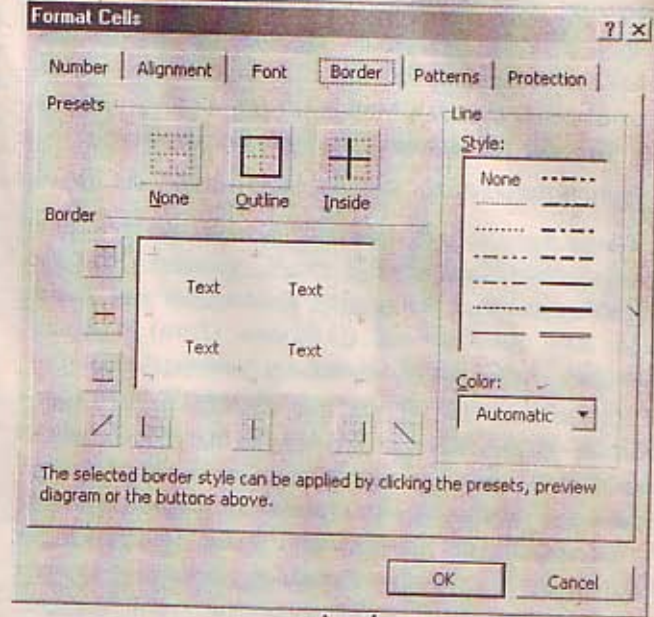 Format Cells
? ×
Number Alignment Font Border Patterns Protection
Presets
None Outline Inside
Line
Style:
None
Border
Text Text
Text Text
Color:
Automatic
The selected border style can be applied by clicking the presets, preview
diagram or the buttons above.
OK Cancel